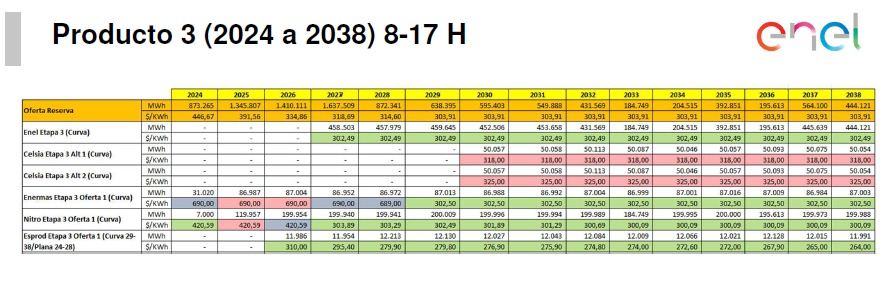 Producto 3 (2024 a 2038) 8-17 H
enel
2024 2025 2026 2027 2028 2029 2030 2031 2032 2033 2034 2035 2036 2037 2038
Oferta Reserva MWh 873.265 1.345.807 1.410.111 1.637.509 872.341 638.395 595.403 549.888 431.569 184.749 204.515 392.851 195.613 564.100 444.121
$/KWh 446,67 391,56 334,86 318,69 314,60 303,91 303,91 303,91 303,91 303,91 303,91 303,91 303,91 303,91 303,91
Enel Etapa 3 (Curva) MWh - - - 458.503 457.979 459.645 452.506 453.658 431.569 184.749 204.515 392.851 195.613 445.639 444.121
$/KWh - - - 302,49 302,49 302,49 302,49 302,49 302,49 302,49 302,49 302,49 302,49 302,49 302,49
Celsia Etapa 3 Alt 1 (Curva) MWh - - - - - - 50.057 50.058 50.113 50.087 50.046 50.057 50.093 50.075 50.054
$/KWh - - - - - - 318,00 318,00 318,00 318,00 318,00 318,00 318,00 318,00 318,00
Celsia Etapa 3 Alt 2 (Curva) MWh - - - - - - 50.057 50.058 50.113 50.087 50.046 50.057 50.093 50.075 50.054
$/KWh - - - - - - 325,00 325,00 325,00 325,00 325,00 325,00 325,00 325,00 325,00
Enermas Etapa 3 Oferta 1 (Curva) MWh 31.020 86.987 87.004 86.952 86.972 87.013 86.988 86.992 87.004 86.999 87.001 87.016 87.009 86.984 87.003
$/KWh 690,00 690,00 690,00 690,00 689,00 302,50 302,50 302,50 302,50 302,50 302,50 302,50 302,50 302,50 302,50
Nitro Etapa 3 Oferta 1 (Curva) MWh 7.000 119.957 199.954 199.940 199.941 200.009 199.996 199.994 199.989 184.749 199.995 200.000 195.613 199.973 199.988
$/KWh 420,59 420,59 420,59 303,89 303,29 302,49 301,89 301,29 300,69 300,09 300,09 300,09 300,09 300,09 300,09
Esprod Etapa 3 Oferta 1 (Curva 29- MWh - - 11.986 11.954 12.213 12.130 12.027 12.043 12.084 12.009 12.066 12.021 12.128 12.015 11.991
38/Plana 24-28) $/KWh - - 310,00 295,40 279,90 279,80 276,90 275,90 274,80 274,00 272,60 272,00 267,90 265,00 264,00